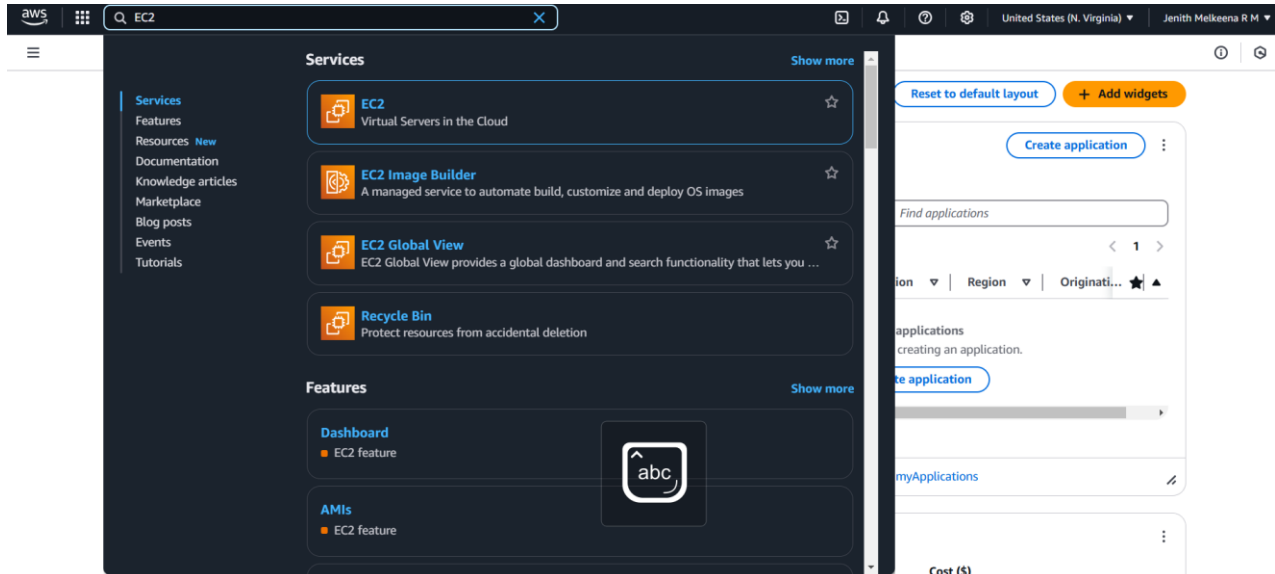 aws
EC2
United States (N. Virginia)
Jenith Melkeena R M
Services
Features
Resources New
Documentation
Knowledge articles
Marketplace
Blog posts
Events
Tutorials
Services
Show more
EC2
Virtual Servers in the Cloud
EC2 Image Builder
A managed service to automate build, customize and deploy OS images
EC2 Global View
EC2 Global View provides a global dashboard and search functionality that lets you ...
Recycle Bin
Protect resources from accidental deletion
Features
Show more
Dashboard
EC2 feature
AMIs
EC2 feature
abc
Reset to default layout
+ Add widgets
Create application
Find applications
1
ion
Region
Originati...
applications
creating an application.
te application
myApplications
Cost ($)